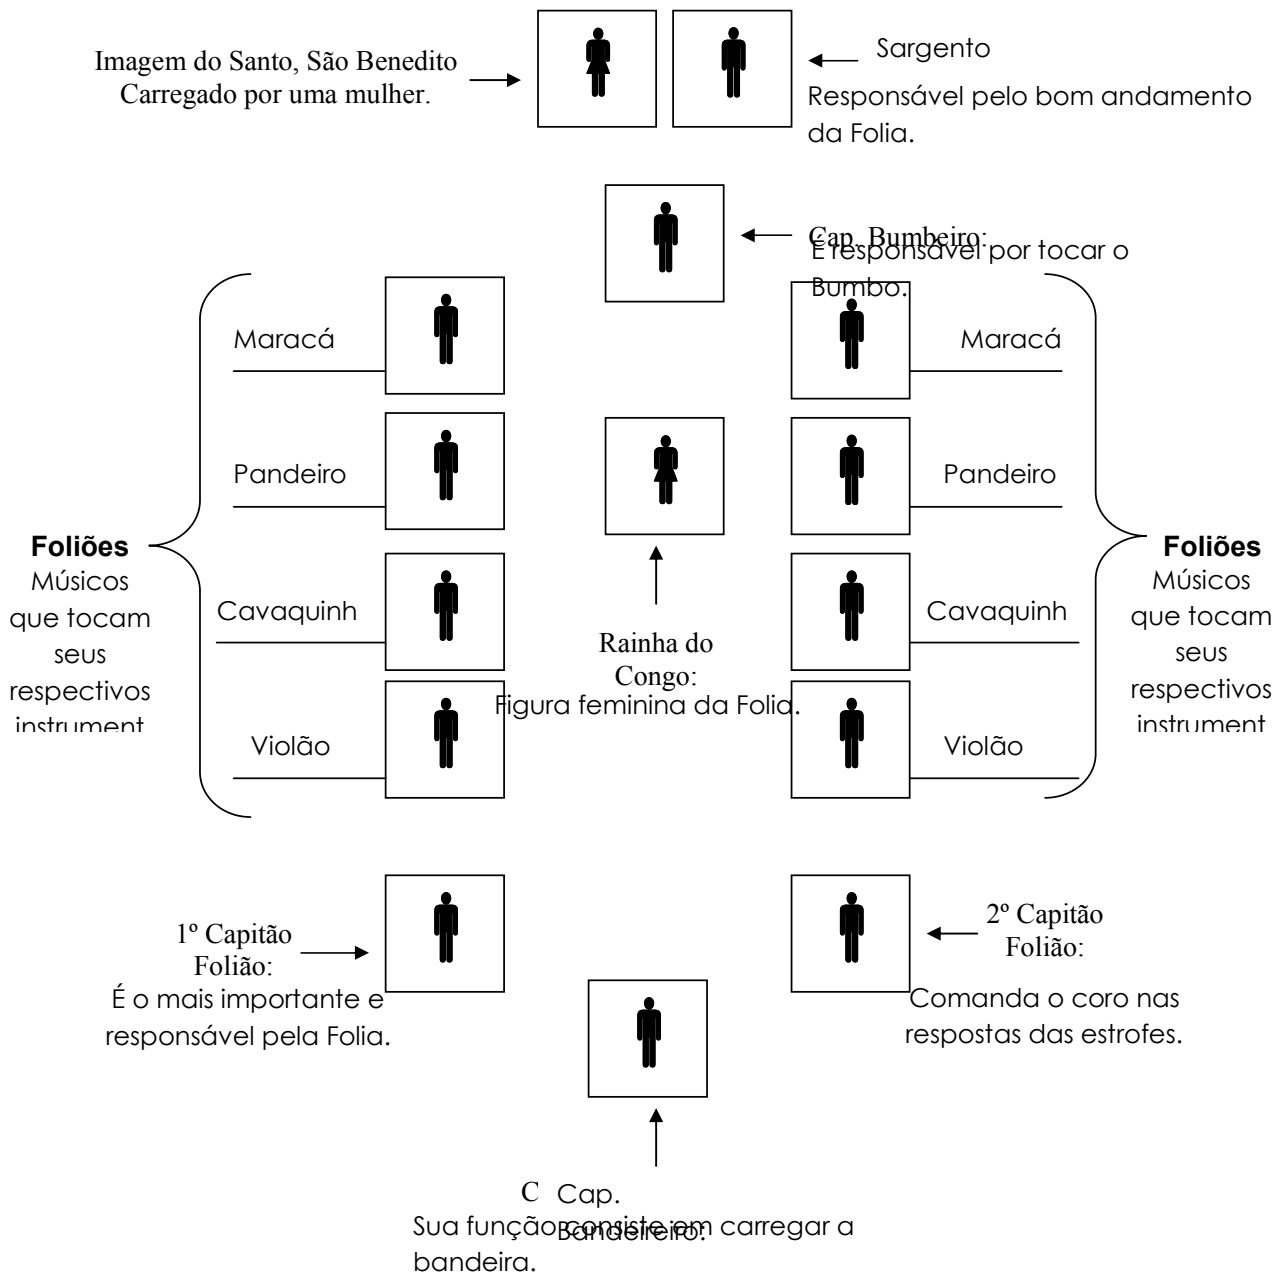 Imagem do Santo, São Benedito
Carregado por uma mulher.
Sargento
Responsável pelo bom andamento
da Folia.
Cap. Bumbeiro:
É responsável por tocar o
Bumbo.
Maracá
Maracá
Pandeiro
Pandeiro
Foliões
Músicos
que tocam
seus
respectivos
instrument
Foliões
Músicos
que tocam
seus
respectivos
instrument
Cavaquinh
Cavaquinh
Rainha do
Congo:
Figura feminina da Folia.
Violão
Violão
1º Capitão
Folião:
É o mais importante e
responsável pela Folia.
2º Capitão
Folião:
Comanda o coro nas
respostas das estrofes.
C
Cap.
Bandeireiro:
Sua função consiste em carregar a
bandeira.